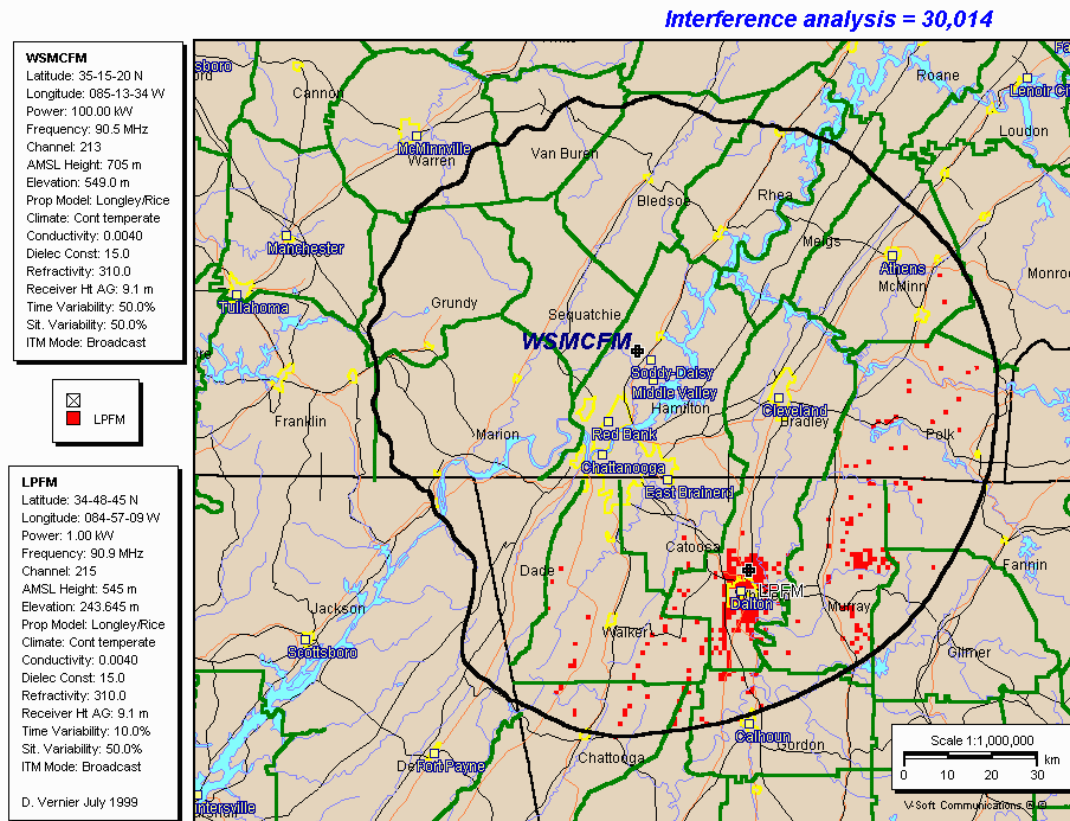 Interference analysis = 30,014
WSMCFM
Latitude: 35-15-20 N
Longitude: 085-13-34 W
Power: 100.00 kW
Frequency: 90.5 MHz
Channel: 213
AMSL Height: 705 m
Elevation: 549.0 m
Prop Model: Longley/Rice
Climate: Cont temperate
Conductivity: 0.0040
Dielec Const: 15.0
Refractivity: 310.0
Receiver Ht AG: 9.1 m
Time Variability: 50.0%
Sit. Variability: 50.0%
ITM Mode: Broadcast
LPFM
LPFM
Latitude: 34-48-45 N
Longitude: 084-57-09 W
Power: 1.00 kW
Frequency: 90.9 MHz
Channel: 215
AMSL Height: 545 m
Elevation: 243.645 m
Prop Model: Longley/Rice
Climate: Cont temperate
Conductivity: 0.0040
Dielec Const: 15.0
Refractivity: 310.0
Receiver Ht AG: 9.1 m
Time Variability: 10.0%
Sit. Variability: 50.0%
ITM Mode: Broadcast
D. Vernier July 1999
sboro
Cannon
Roane
Lenoir Cit
Loudon
McMinnville
Warren
Van Buren
Bledsoe
Rhea
Meigs
Manchester
Athens
McMinn
Monroe
Tullahoma
Grundy
Sequatchie
WSMCFM
Soddy-Daisy
Middle Valley
Hamilton
Cleveland
Bradley
Franklin
Marion
Red Bank
Polk
Chattanooga
East Brainerd
Catoosa
Dade
Fannin
LPFM
Dalton
Murray
Jackson
Walker
Scottsboro
Gilmer
Calhoun
Gordon
Chattooga
De
Fort Payne
ntersville
Scale 1:1,000,000
km
0 10 20 30
V-Soft Communications ® ©